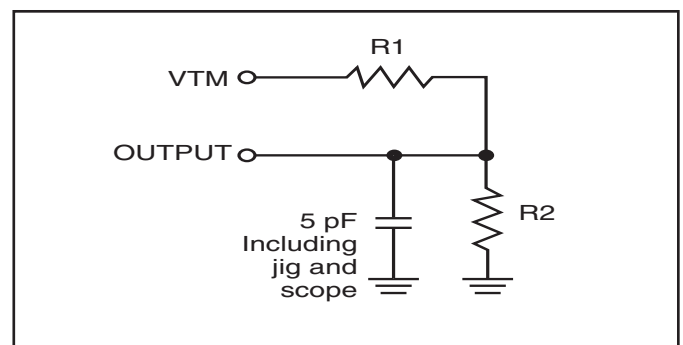 R1
VTM
OUTPUT
R2
5 pF
Including
jig and
scope